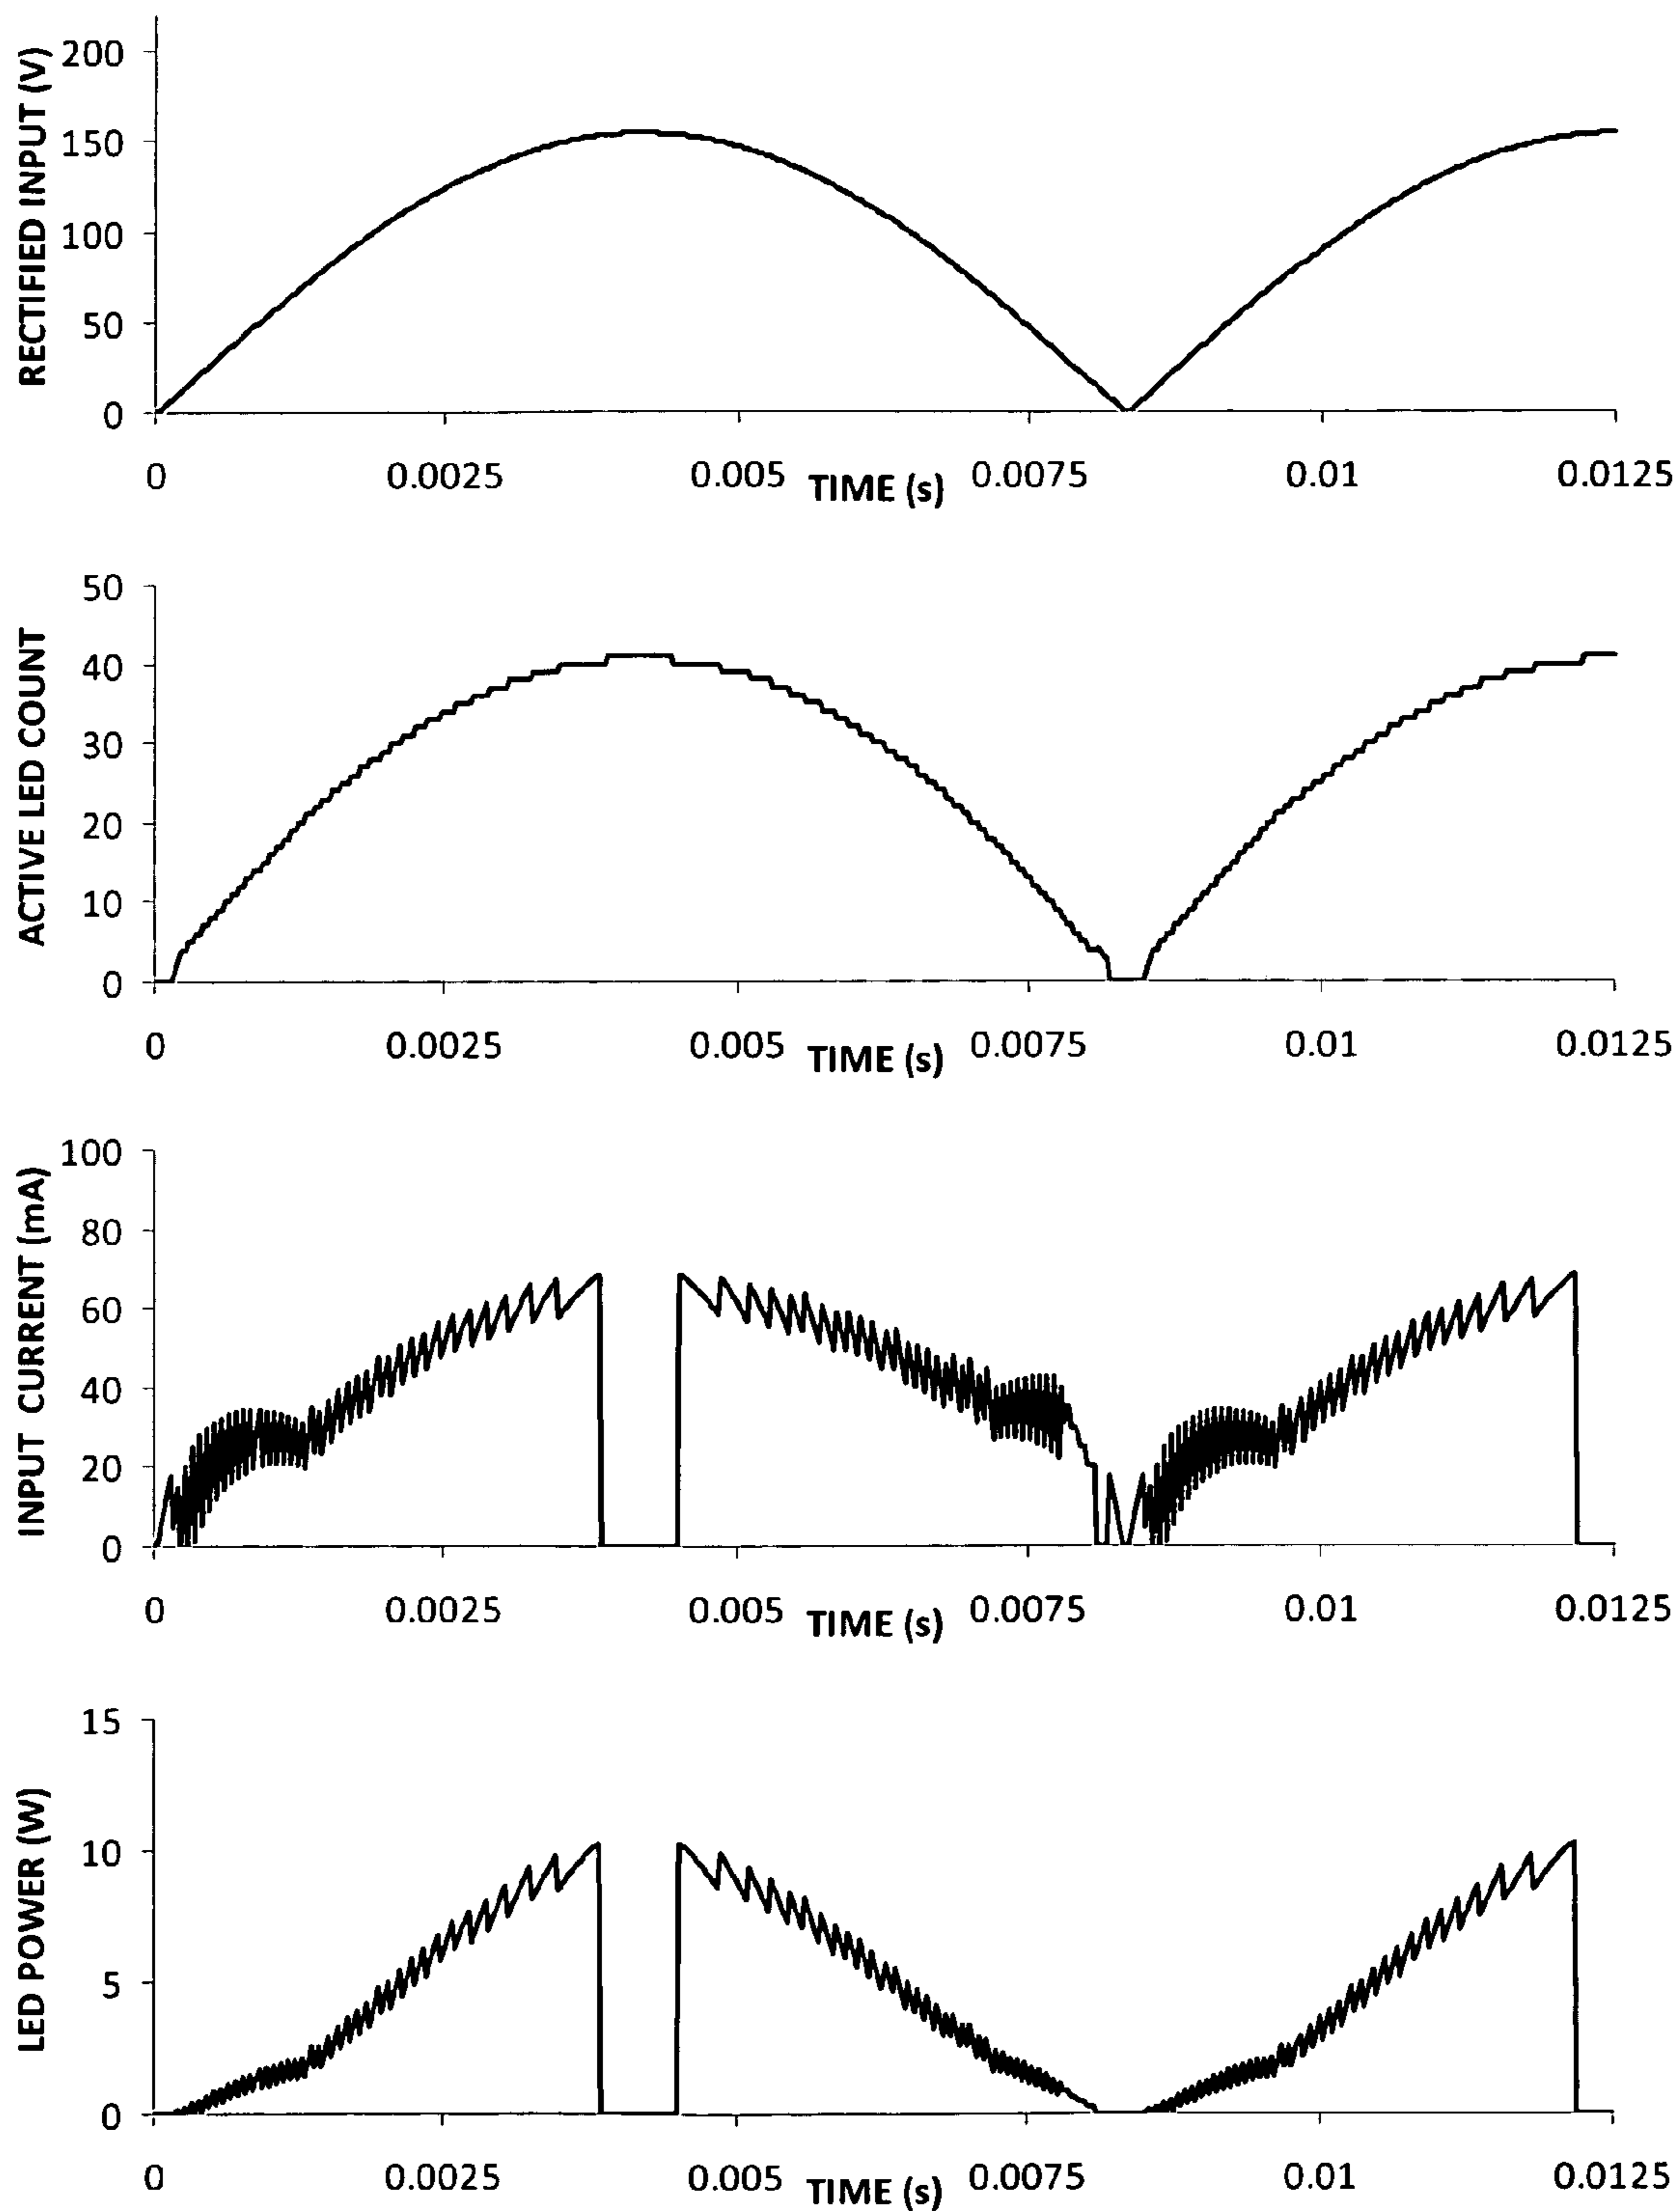 RECTIFIED INPUT (V)
200
150
100
50
0
0 0.0025 0.005 0.0075 0.01 0.0125
TIME (s)
ACTIVE LED COUNT
50
40
30
20
10
0
0 0.0025 0.005 0.0075 0.01 0.0125
TIME (s)
INPUT CURRENT (mA)
100
80
60
40
20
0
0 0.0025 0.005 0.0075 0.01 0.0125
TIME (s)
LED POWER (W)
15
10
5
0
0 0.0025 0.005 0.0075 0.01 0.0125
TIME (s)